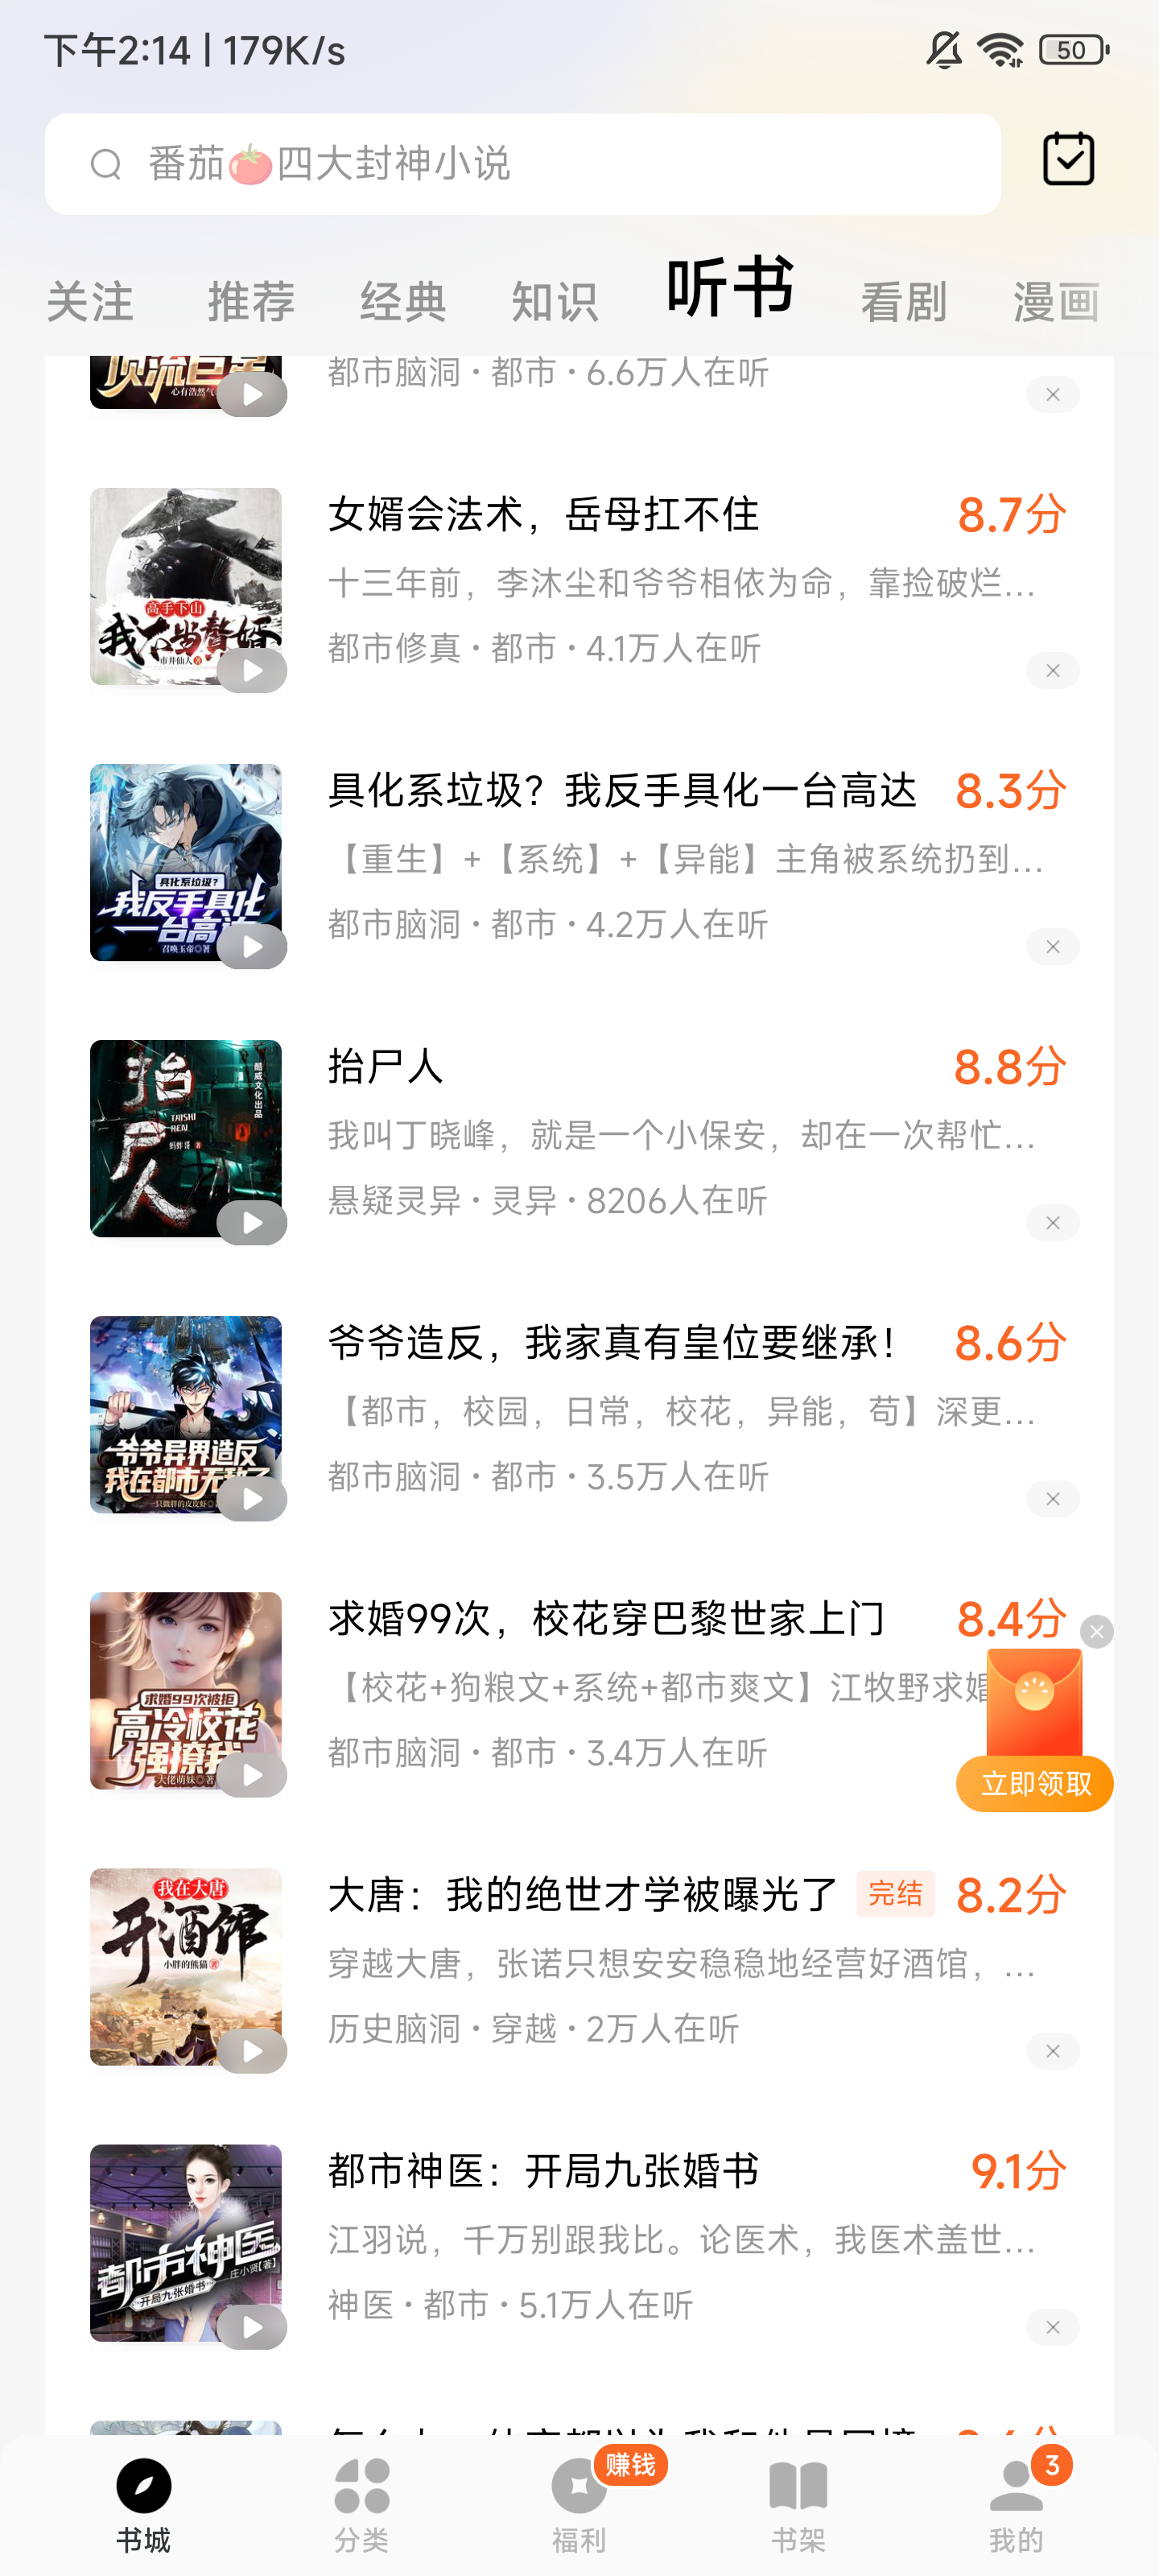 下午2:14 | 179K/s
50
番茄🍅四大封神小说
关注 推荐 经典 知识 听书 看剧 漫画
顶流巨星
心有浩然气
都市脑洞·都市·6.6万人在听
高手下山
我不当赘婿
市井仙人 著
女婿会法术，岳母扛不住
8.7分
十三年前，李沐尘和爷爷相依为命，靠捡破烂...
都市修真·都市·4.1万人在听
具化系垃圾？
我反手具化
一台高达
召唤玉帝◎著
具化系垃圾？我反手具化一台高达
8.3分
【重生】+【系统】+【异能】主角被系统扔到...
都市脑洞·都市·4.2万人在听
抬尸人
TAISHI
REN
酷威文化出品
抬尸人
8.8分
我叫丁晓峰，就是一个小保安，却在一次帮忙...
悬疑灵异·灵异·8206人在听
爷爷异界造反
我在都市无敌了
一只微胖的皮皮虾◎著
爷爷造反，我家真有皇位要继承！
8.6分
【都市，校园，日常，校花，异能，苟】深更...
都市脑洞·都市·3.5万人在听
求婚99次被拒
高冷校花
强撩我
大佬萌妹◎著
求婚99次，校花穿巴黎世家上门
8.4分
【校花+狗粮文+系统+都市爽文】江牧野求婚
都市脑洞·都市·3.4万人在听
立即领取
我在大唐
开酒馆
小胖的熊猫 著
大唐：我的绝世才学被曝光了 完结
8.2分
穿越大唐，张诺只想安安稳稳地经营好酒馆，...
历史脑洞·穿越·2万人在听
都市神医
开局九张婚书
庄小贤【著】
都市神医：开局九张婚书
9.1分
江羽说，千万别跟我比。论医术，我医术盖世...
神医·都市·5.1万人在听
赚钱
3
书城 分类 福利 书架 我的